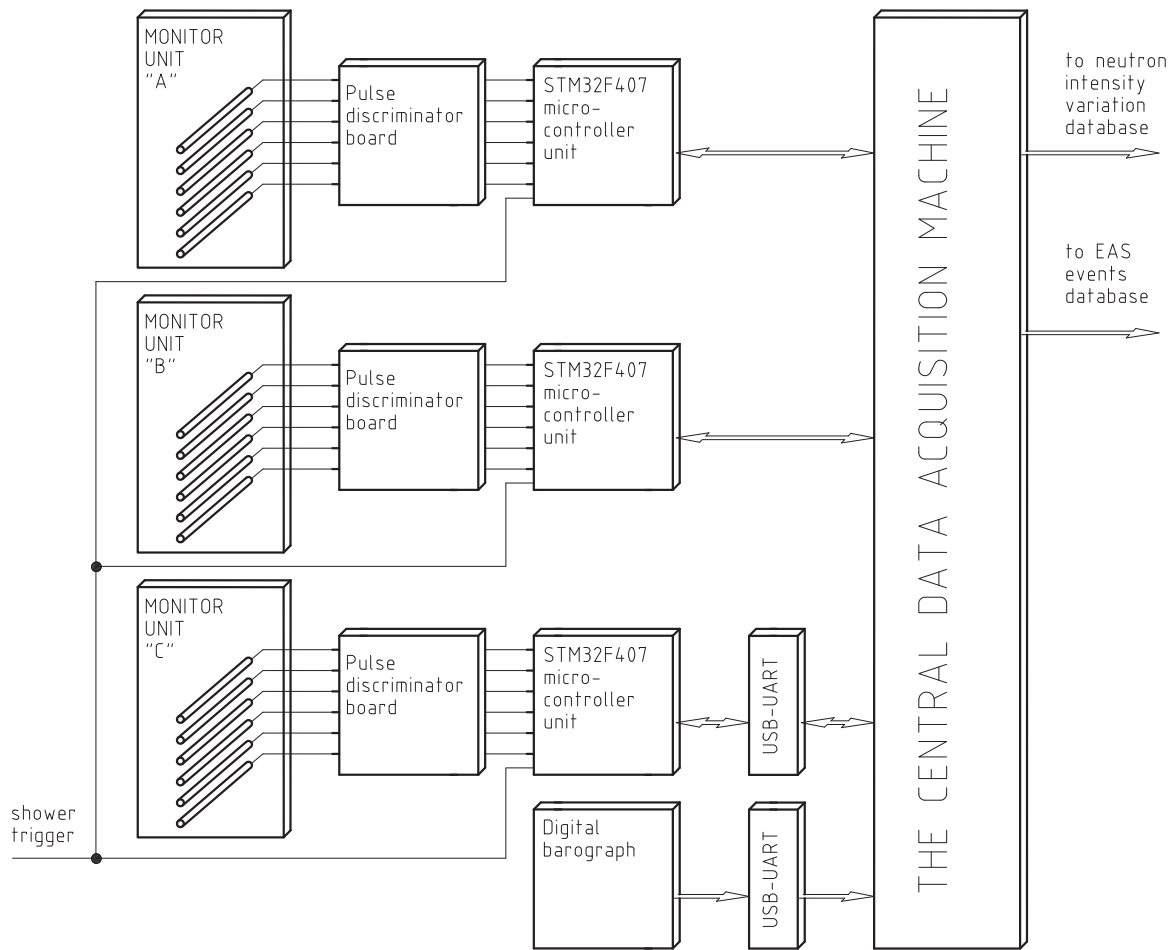 MONITOR
UNIT
"A"
Pulse
discriminator
board
STM32F407
micro-
controller
unit
to neutron
intensity
variation
database
to EAS
events
database
MONITOR
UNIT
"B"
Pulse
discriminator
board
STM32F407
micro-
controller
unit
THE CENTRAL DATA ACQUISITION MACHINE
MONITOR
UNIT
"C"
Pulse
discriminator
board
STM32F407
micro-
controller
unit
USB-UART
shower
trigger
Digital
barograph
USB-UART